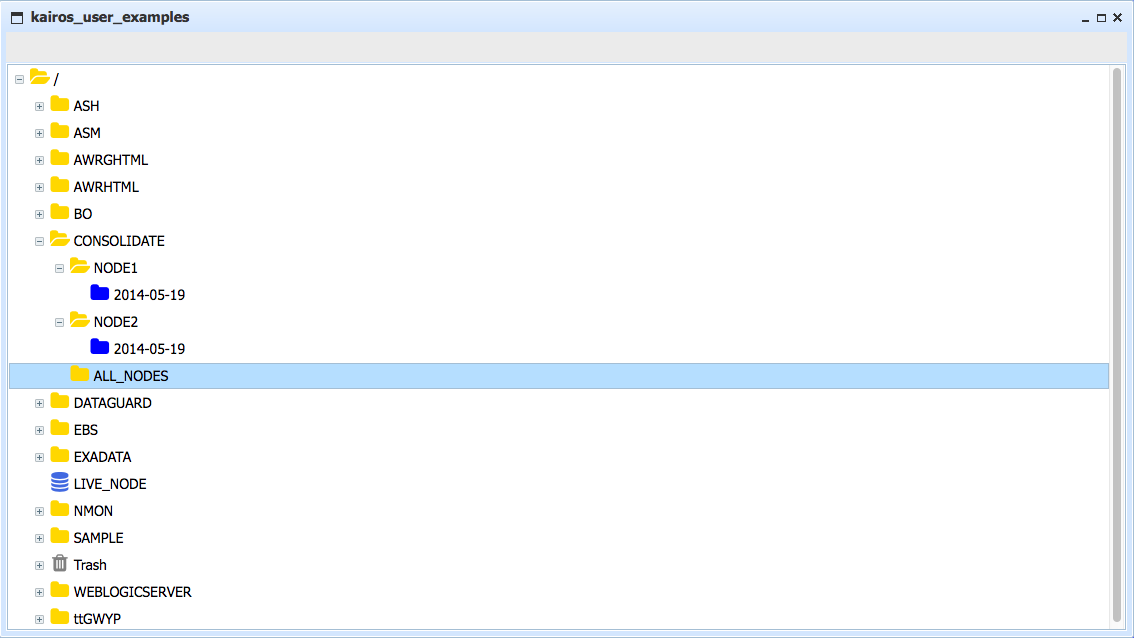 kairos_user_examples
/
ASH
ASM
AWRGHTML
AWRHTML
BO
CONSOLIDATE
NODE1
2014-05-19
NODE2
2014-05-19
ALL_NODES
DATAGUARD
EBS
EXADATA
LIVE_NODE
NMON
SAMPLE
Trash
WEBLOGICSERVER
ttGWYP